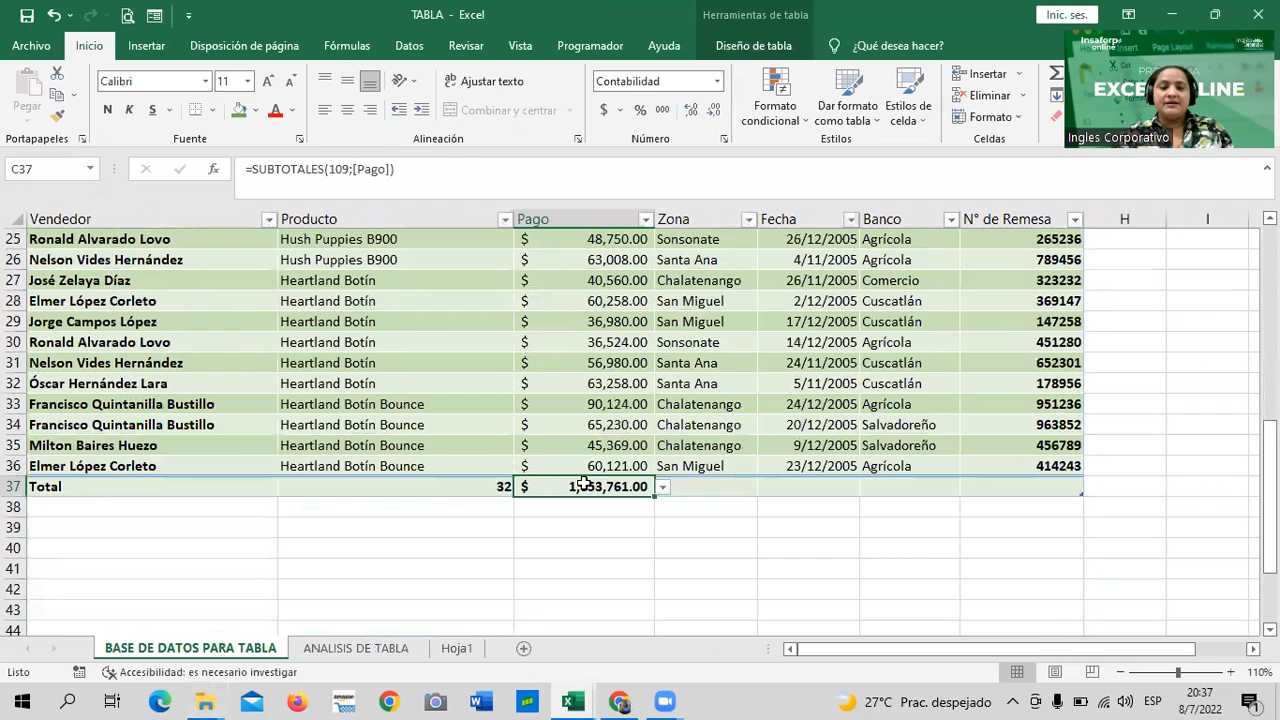 TABLA - Excel
Herramientas de tabla
Inic. ses.
Archivo Inicio Insertar Disposición de página Fórmulas Datos Revisar Vista Programador Ayuda Diseño de tabla ¿Qué desea hacer?
Pegar
Calibri 11
N K S
Ajustar texto
Combinar y centrar
Contabilidad
$ % 000
Formato condicional
Dar formato como tabla
Estilos de celda
Insertar
Eliminar
Formato
Portapapeles Fuente Alineación Número Estilos Celdas
Insaforp online
EXCEL ONLINE
Ingles Corporativo
C37 fx =SUBTOTALES(109;[Pago])
Vendedor Producto Pago Zona Fecha Banco N° de Remesa H I
25 Ronald Alvarado Lovo Hush Puppies B900 $ 48,750.00 Sonsonate 26/12/2005 Agrícola 265236
26 Nelson Vides Hernández Hush Puppies B900 $ 63,008.00 Santa Ana 4/11/2005 Agrícola 789456
27 José Zelaya Díaz Heartland Botín $ 40,560.00 Chalatenango 26/11/2005 Comercio 323232
28 Elmer López Corleto Heartland Botín $ 60,258.00 San Miguel 2/12/2005 Cuscatlán 369147
29 Jorge Campos López Heartland Botín $ 36,980.00 San Miguel 17/12/2005 Cuscatlán 147258
30 Ronald Alvarado Lovo Heartland Botín $ 36,524.00 Sonsonate 14/12/2005 Agrícola 451280
31 Nelson Vides Hernández Heartland Botín $ 56,980.00 Santa Ana 24/11/2005 Cuscatlán 652301
32 Óscar Hernández Lara Heartland Botín $ 63,258.00 Santa Ana 5/11/2005 Agrícola 178956
33 Francisco Quintanilla Bustillo Heartland Botín Bounce $ 90,124.00 Chalatenango 24/12/2005 Agrícola 951236
34 Francisco Quintanilla Bustillo Heartland Botín Bounce $ 65,230.00 Chalatenango 20/12/2005 Salvadoreño 963852
35 Milton Baires Huezo Heartland Botín Bounce $ 45,369.00 Chalatenango 9/12/2005 Salvadoreño 456789
36 Elmer López Corleto Heartland Botín Bounce $ 60,121.00 San Miguel 23/12/2005 Agrícola 414243
37 Total 32 $
38
39
40
41
42
43
44
BASE DE DATOS PARA TABLA ANALISIS DE TABLA Hoja1
Listo Accesibilidad: es necesario investigar 110%
27°C Prac. despejado ESP 20:37
8/7/2022